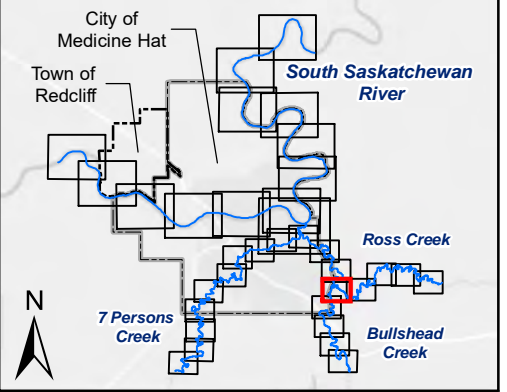 City of
Medicine Hat
Town of
Redcliff
South Saskatchewan
River
Ross Creek
N
7 Persons
Creek
Bullshead
Creek